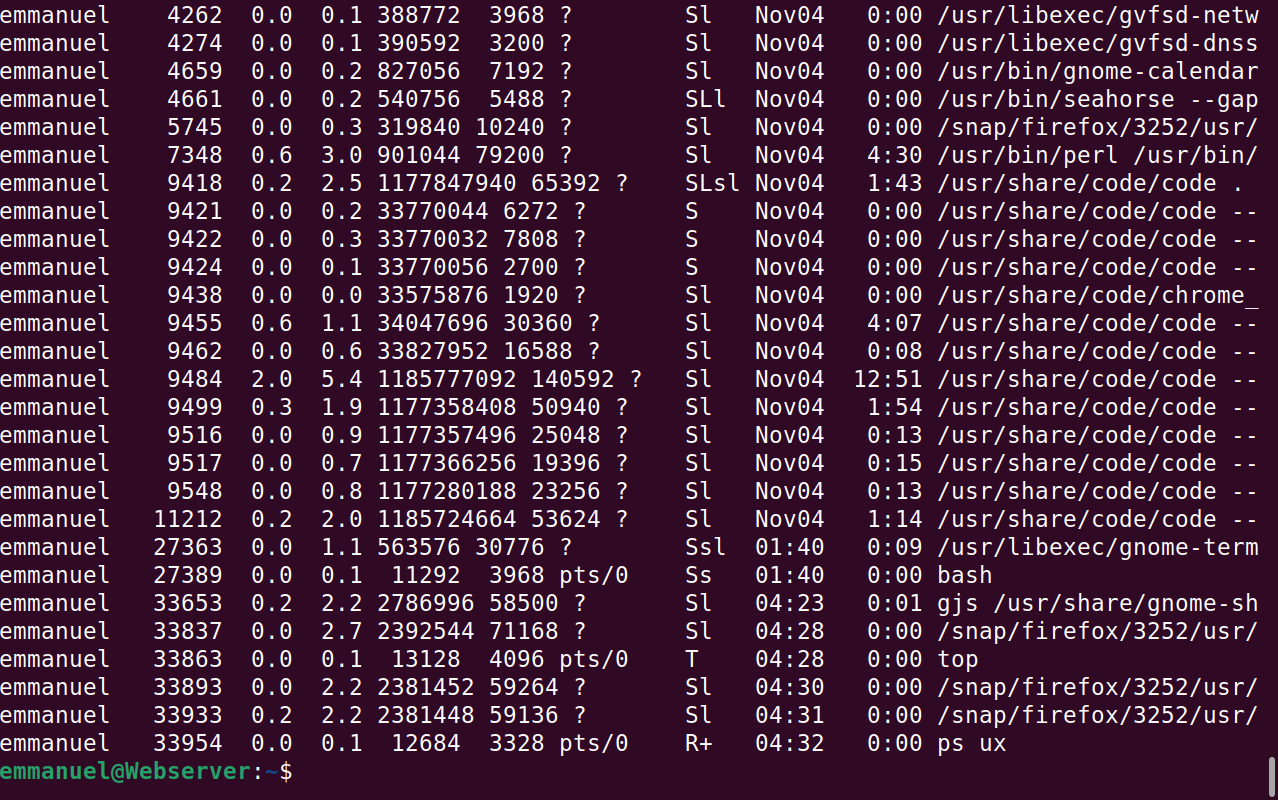 emmanuel    4262  0.0  0.1 388772  3968 ?        Sl   Nov04   0:00 /usr/libexec/gvfsd-netw
emmanuel    4274  0.0  0.1 390592  3200 ?        Sl   Nov04   0:00 /usr/libexec/gvfsd-dnss
emmanuel    4659  0.0  0.2 827056  7192 ?        Sl   Nov04   0:00 /usr/bin/gnome-calendar
emmanuel    4661  0.0  0.2 540756  5488 ?        SLl  Nov04   0:00 /usr/bin/seahorse --gap
emmanuel    5745  0.0  0.3 319840 10240 ?        Sl   Nov04   0:00 /snap/firefox/3252/usr/
emmanuel    7348  0.6  3.0 901044 79200 ?        Sl   Nov04   4:30 /usr/bin/perl /usr/bin/
emmanuel    9418  0.2  2.5 1177847940 65392 ?    SLsl Nov04   1:43 /usr/share/code/code .
emmanuel    9421  0.0  0.2 33770044 6272 ?       S    Nov04   0:00 /usr/share/code/code --
emmanuel    9422  0.0  0.3 33770032 7808 ?       S    Nov04   0:00 /usr/share/code/code --
emmanuel    9424  0.0  0.1 33770056 2700 ?       S    Nov04   0:00 /usr/share/code/code --
emmanuel    9438  0.0  0.0 33575876 1920 ?       Sl   Nov04   0:00 /usr/share/code/chrome_
emmanuel    9455  0.6  1.1 34047696 30360 ?      Sl   Nov04   4:07 /usr/share/code/code --
emmanuel    9462  0.0  0.6 33827952 16588 ?      Sl   Nov04   0:08 /usr/share/code/code --
emmanuel    9484  2.0  5.4 1185777092 140592 ?   Sl   Nov04  12:51 /usr/share/code/code --
emmanuel    9499  0.3  1.9 1177358408 50940 ?    Sl   Nov04   1:54 /usr/share/code/code --
emmanuel    9516  0.0  0.9 1177357496 25048 ?    Sl   Nov04   0:13 /usr/share/code/code --
emmanuel    9517  0.0  0.7 1177366256 19396 ?    Sl   Nov04   0:15 /usr/share/code/code --
emmanuel    9548  0.0  0.8 1177280188 23256 ?    Sl   Nov04   0:13 /usr/share/code/code --
emmanuel   11212  0.2  2.0 1185724664 53624 ?    Sl   Nov04   1:14 /usr/share/code/code --
emmanuel   27363  0.0  1.1 563576 30776 ?        Ssl  01:40   0:09 /usr/libexec/gnome-term
emmanuel   27389  0.0  0.1  11292  3968 pts/0    Ss   01:40   0:00 bash
emmanuel   33653  0.2  2.2 2786996 58500 ?       Sl   04:23   0:01 gjs /usr/share/gnome-sh
emmanuel   33837  0.0  2.7 2392544 71168 ?       Sl   04:28   0:00 /snap/firefox/3252/usr/
emmanuel   33863  0.0  0.1  13128  4096 pts/0    T    04:28   0:00 top
emmanuel   33893  0.0  2.2 2381452 59264 ?       Sl   04:30   0:00 /snap/firefox/3252/usr/
emmanuel   33933  0.2  2.2 2381448 59136 ?       Sl   04:31   0:00 /snap/firefox/3252/usr/
emmanuel   33954  0.0  0.1  12684  3328 pts/0    R+   04:32   0:00 ps ux
emmanuel@Webserver:~$